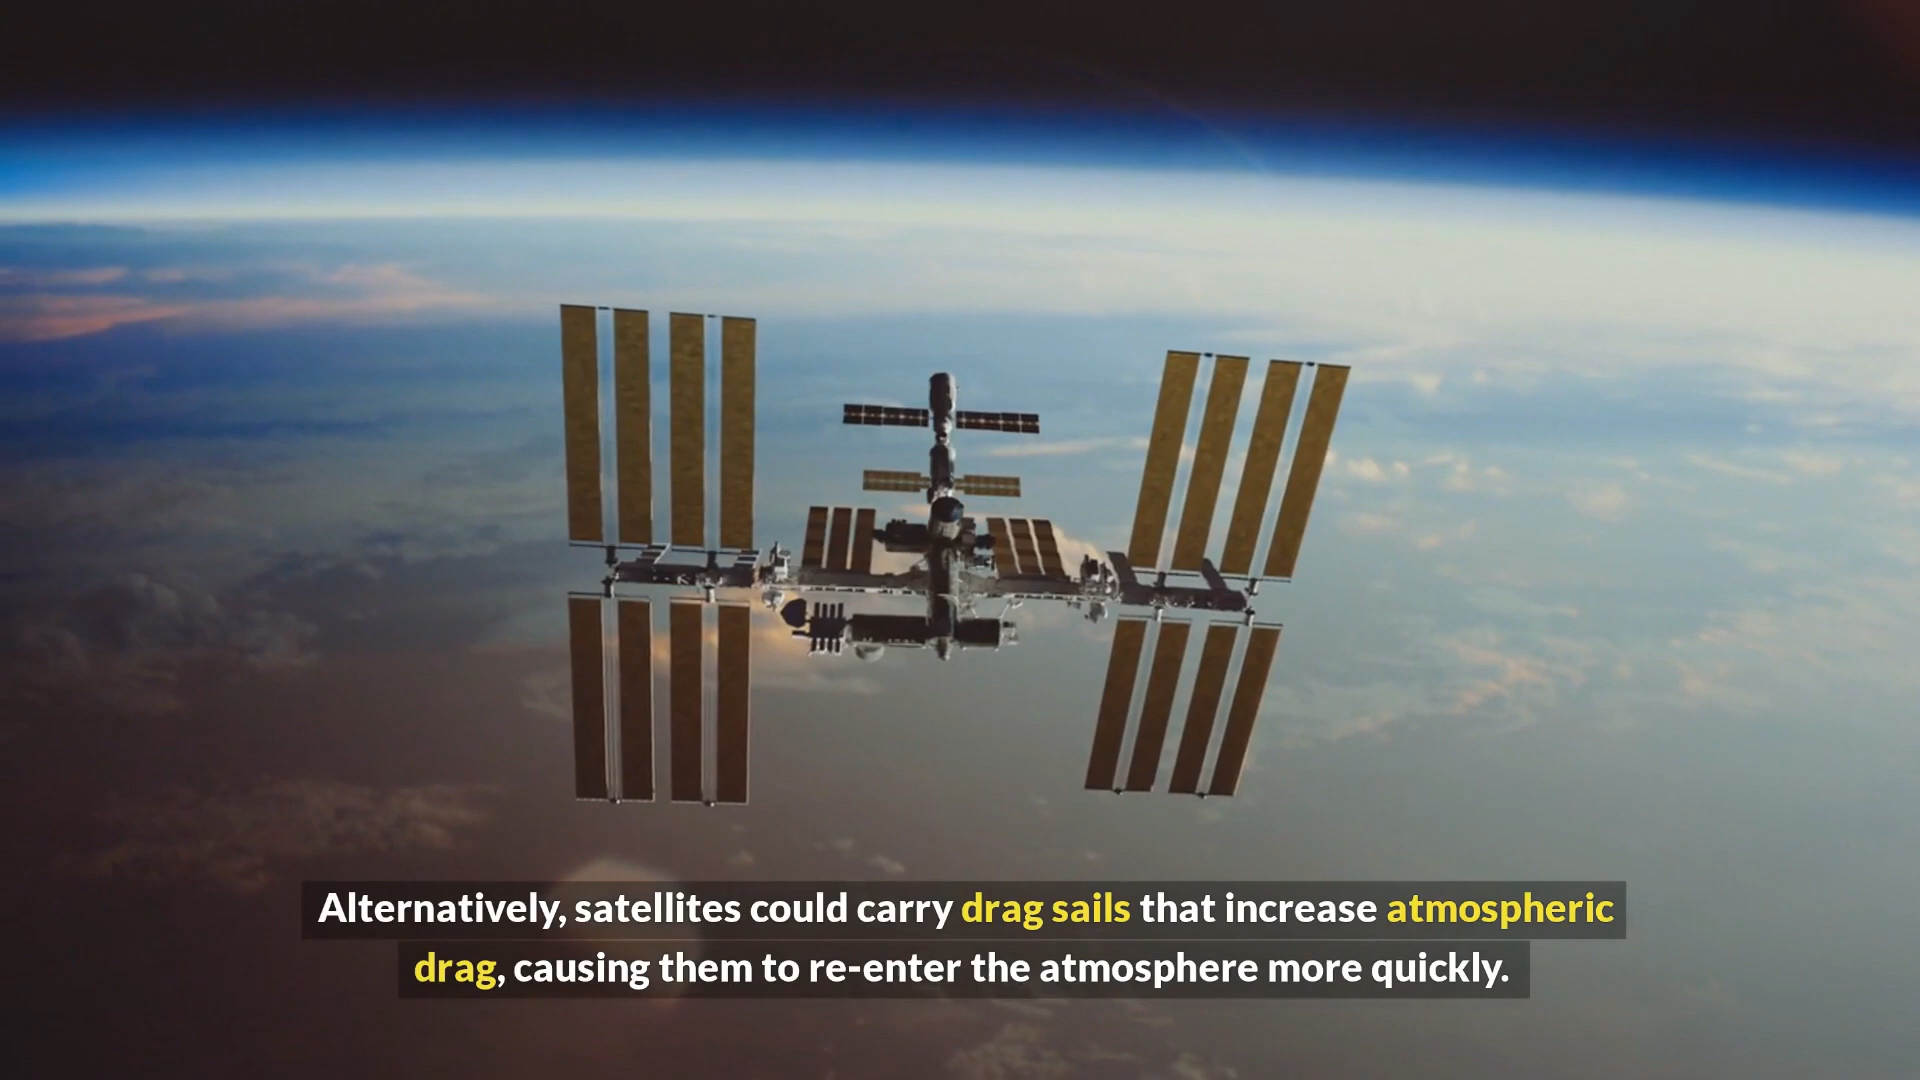 Alternatively, satellites could carry drag sails that increase atmospheric
drag, causing them to re-enter the atmosphere more quickly.